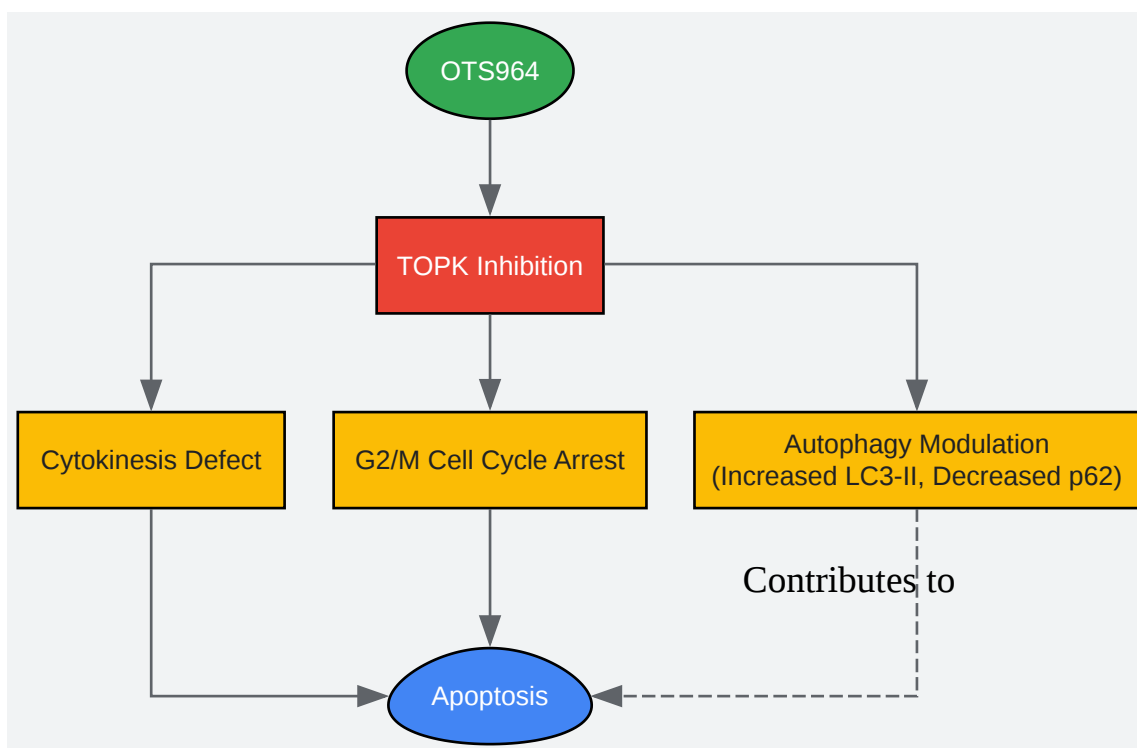 OTS964
TOPK Inhibition
Cytokinesis Defect
G2/M Cell Cycle Arrest
Autophagy Modulation
(Increased LC3-II, Decreased p62)
Contributes to
Apoptosis